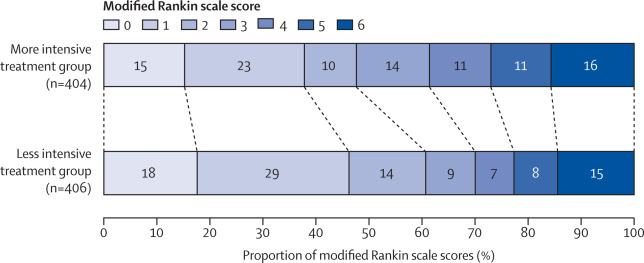 Modified Rankin scale score
0 1 2 3 4 5 6
More intensive
treatment group
(n=404)
15 23 10 14 11 11 16
Less intensive
treatment group
(n=406)
18 29 14 9 7 8 15
0 10 20 30 40 50 60 70 80 90 100
Proportion of modified Rankin scale scores (%)